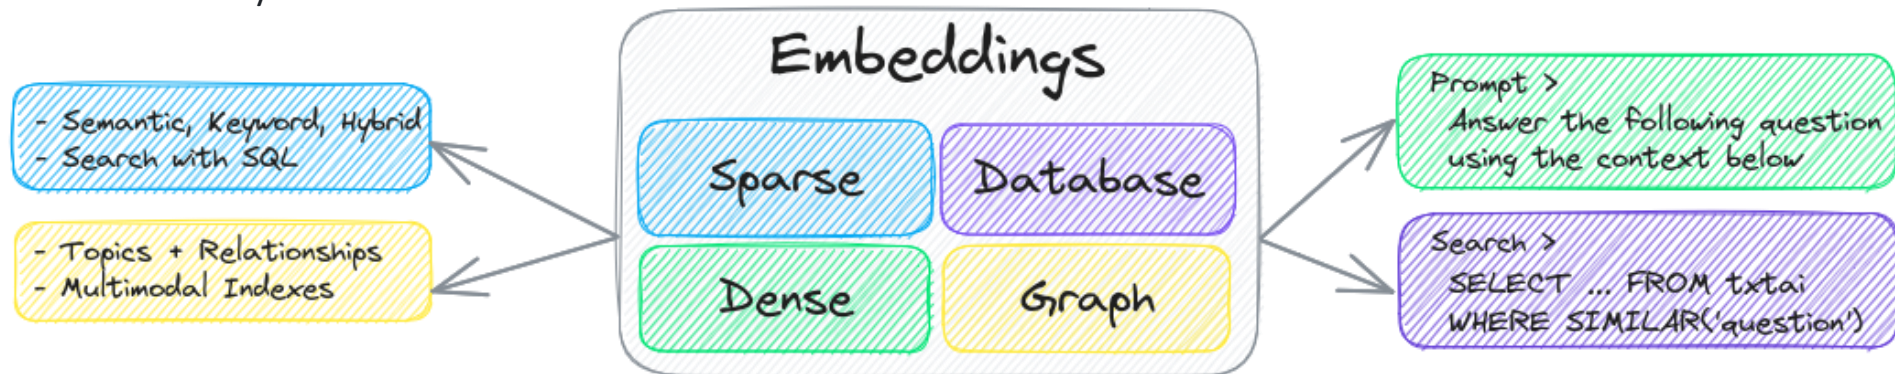 - Semantic, Keyword, Hybrid
- Search with SQL
- Topics + Relationships
- Multimodal Indexes
Embeddings
Sparse
Database
Dense
Graph
Prompt >
Answer the following question
using the context below
Search >
SELECT ... FROM txtai
WHERE SIMILAR('question')